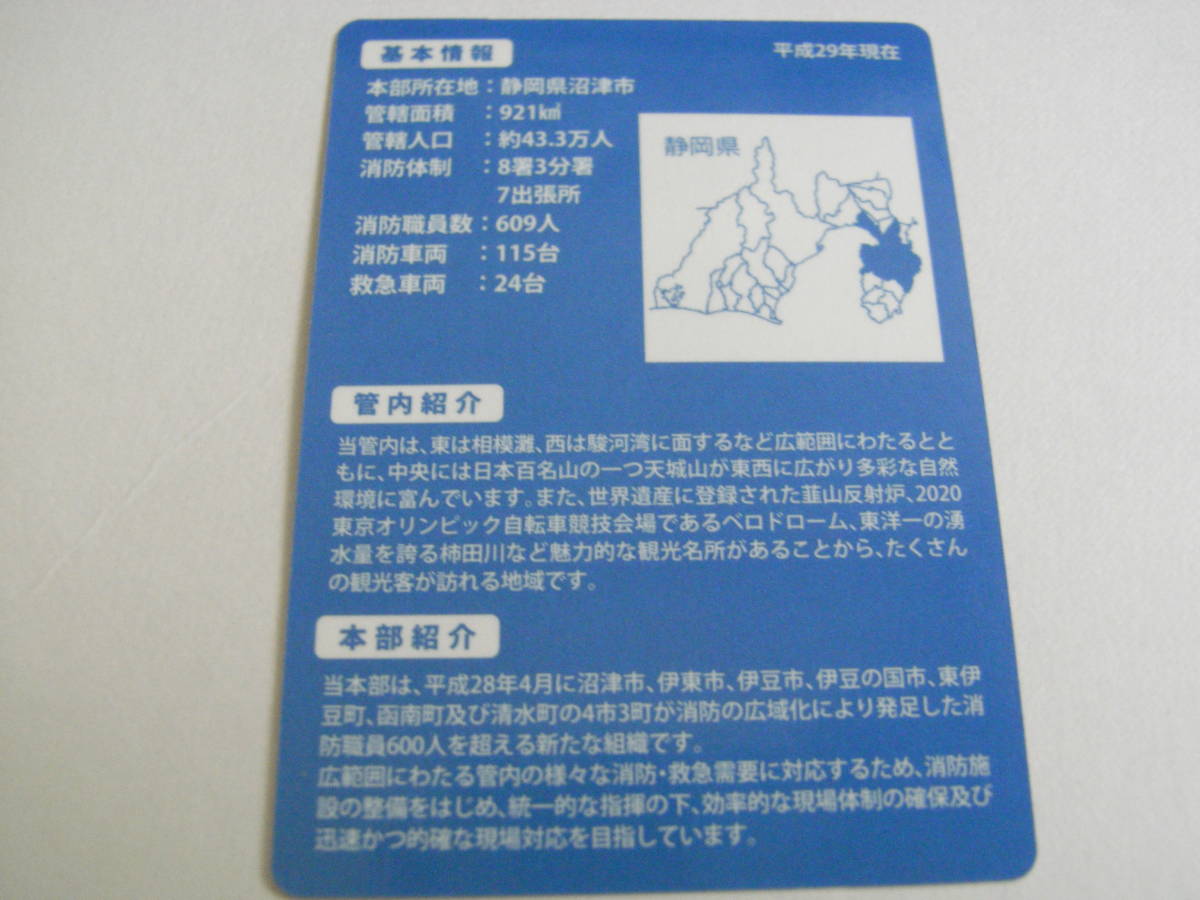 基本情報
平成29年現在
本部所在地：静岡県沼津市
管轄面積　：921㎢
管轄人口　：約43.3万人
消防体制　：8署3分署
7出張所
消防職員数：609人
消防車両　：115台
救急車両　：24台
静岡県
管内紹介
当管内は、東は相模灘、西は駿河湾に面するなど広範囲にわたるとと
もに、中央には日本百名山の一つ天城山が東西に広がり多彩な自然
環境に富んでいます。また、世界遺産に登録された韮山反射炉、2020
東京オリンピック自転車競技会場であるベロドローム、東洋一の湧
水量を誇る柿田川など魅力的な観光名所があることから、たくさん
の観光客が訪れる地域です。
本部紹介
当本部は、平成28年4月に沼津市、伊東市、伊豆市、伊豆の国市、東伊
豆町、函南町及び清水町の4市3町が消防の広域化により発足した消
防職員600人を超える新たな組織です。
広範囲にわたる管内の様々な消防・救急需要に対応するため、消防施
設の整備をはじめ、統一的な指揮の下、効率的な現場体制の確保及び
迅速かつ的確な現場対応を目指しています。